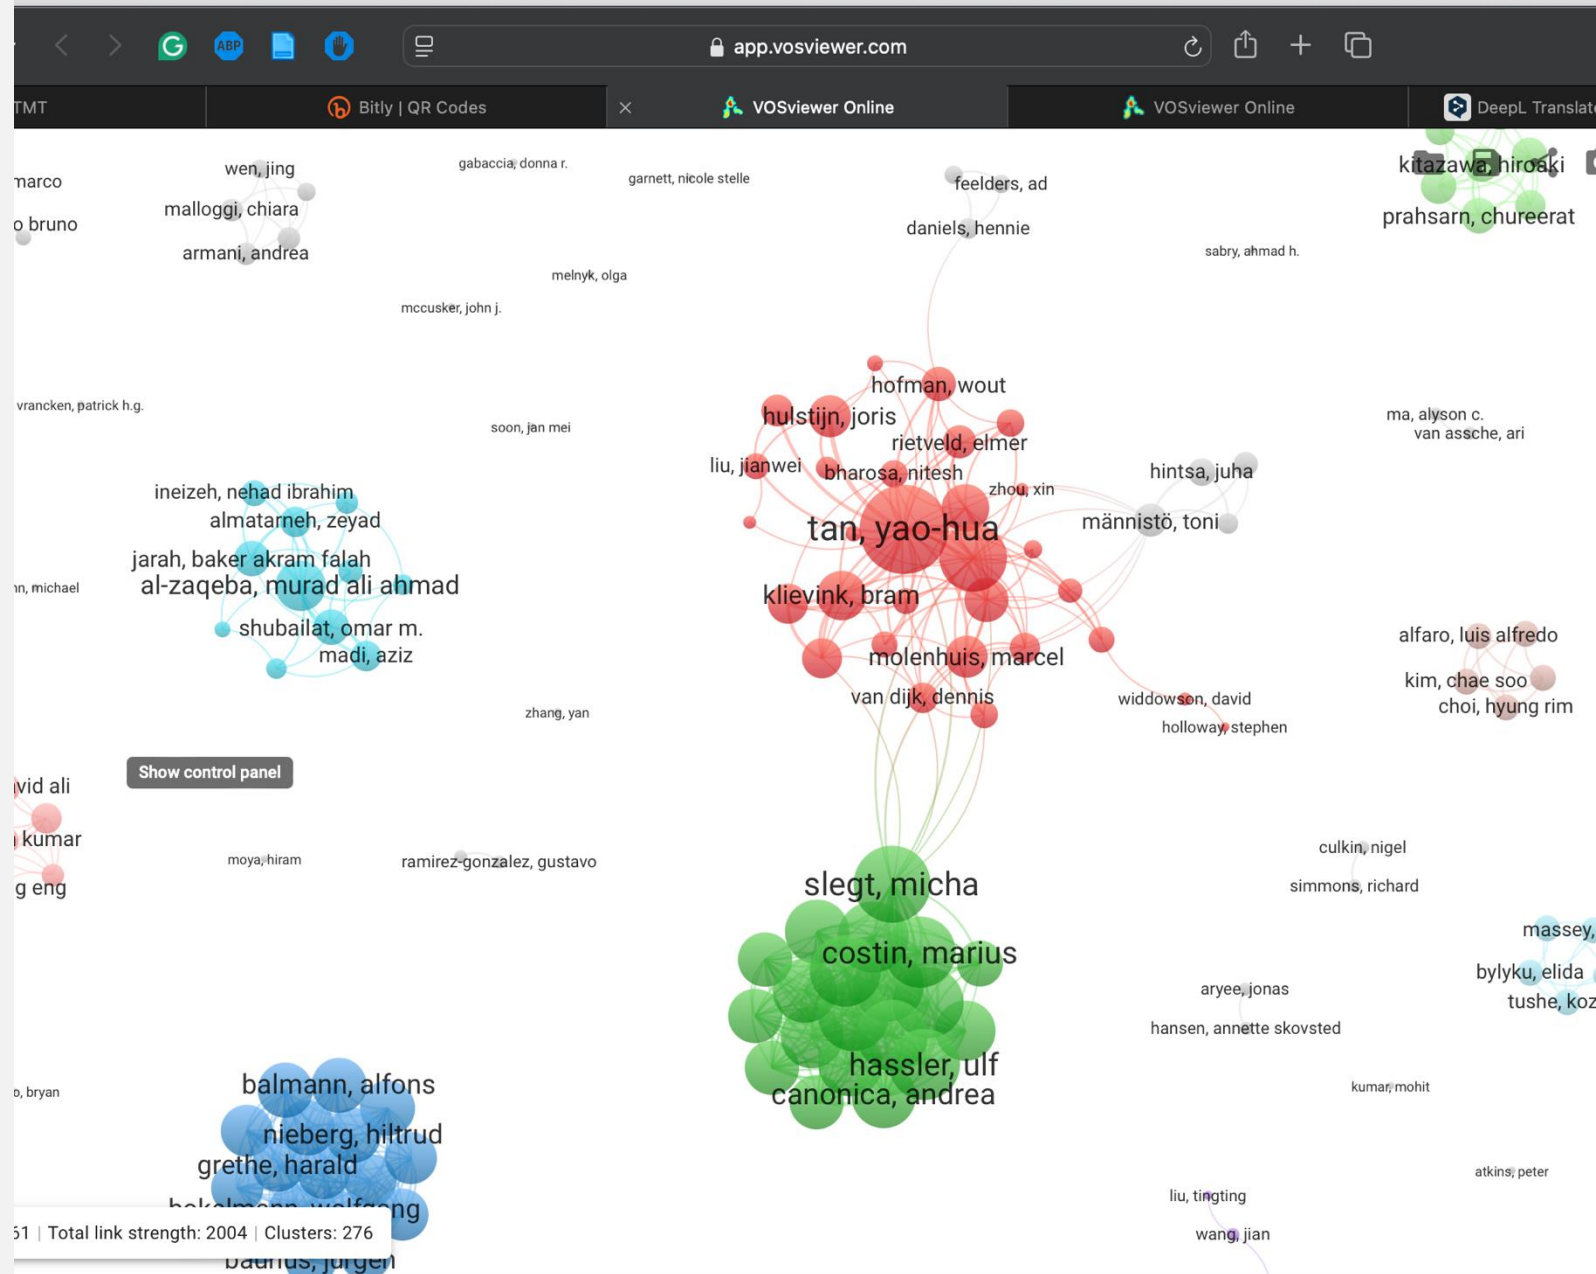 app.vosviewer.com
TMT
Bitly | QR Codes
VOSviewer Online
VOSviewer Online
DeepL Translate
ABP
marco
wen, jing
gabaccia, donna r.
garnett, nicole stelle
feelders, ad
kitazawa, hiroaki
o bruno
malloggi, chiara
daniels, hennie
prahsarn, chureerat
armani, andrea
sabry, ahmad h.
melnyk, olga
mccusker, john j.
hofman, wout
vrancken, patrick h.g.
hulstijn, joris
ma, alyson c.
soon, jan mei
rietveld, elmer
van assche, ari
liu, jianwei
bharosa, nitesh
hintsa, juha
ineizeh, nehad ibrahim
zhou, xin
almatarneh, zeyad
tan, yao-hua
männistö, toni
jarah, baker akram falah
nn, michael
al-zaqeba, murad ali ahmad
klievink, bram
shubailat, omar m.
alfaro, luis alfredo
madi, aziz
molenhuis, marcel
kim, chae soo
van dijk, dennis
widdowson, david
choi, hyung rim
zhang, yan
holloway, stephen
Show control panel
vid ali
kumar
culkin, nigel
moya, hiram
ramirez-gonzalez, gustavo
g eng
slegt, micha
simmons, richard
massey,
costin, marius
bylyku, elida
aryee, jonas
tushe, koz
hansen, annette skovsted
hassler, ulf
balmann, alfons
canonica, andrea
o, bryan
kumar, mohit
nieberg, hiltrud
grethe, harald
atkins, peter
liu, tingting
bokelmann, wolfgang
61 | Total link strength: 2004 | Clusters: 276
wang, jian